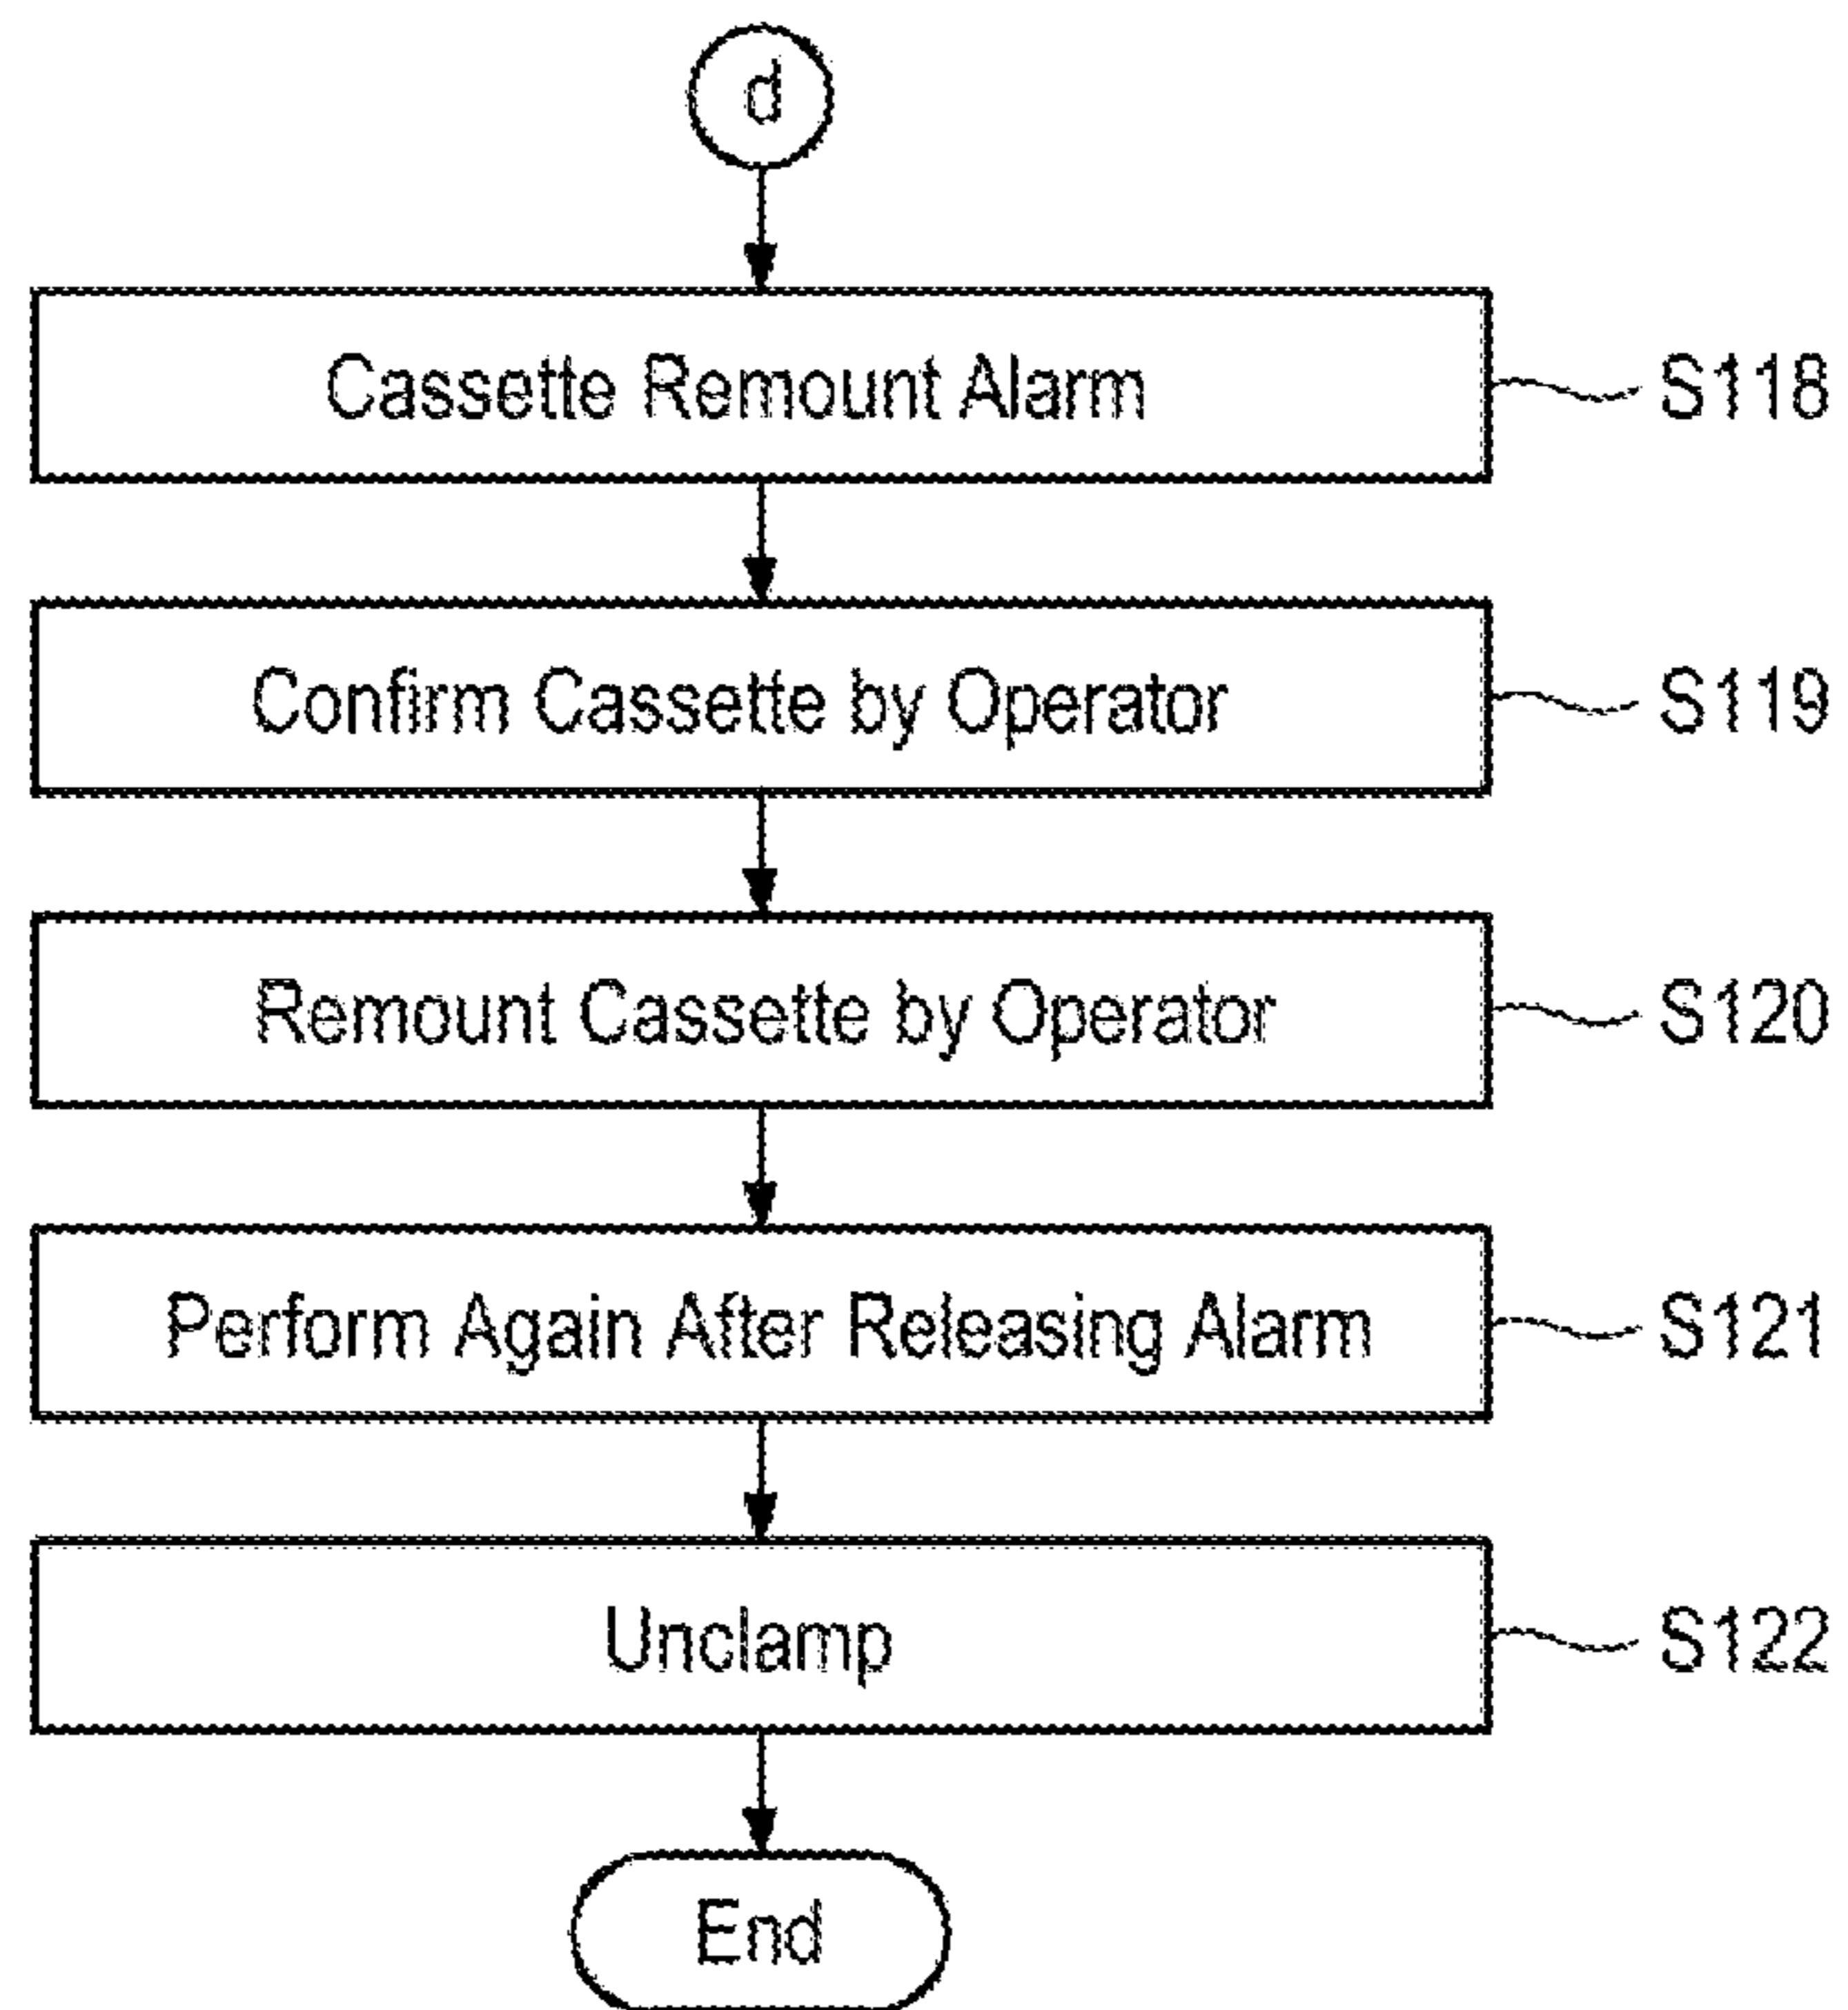 d
Cassette Remount Alarm
S118
Confirm Cassette by Operator
S119
Remount Cassette by Operator
S120
Perform Again After Releasing Alarm
S121
Unclamp
S122
End